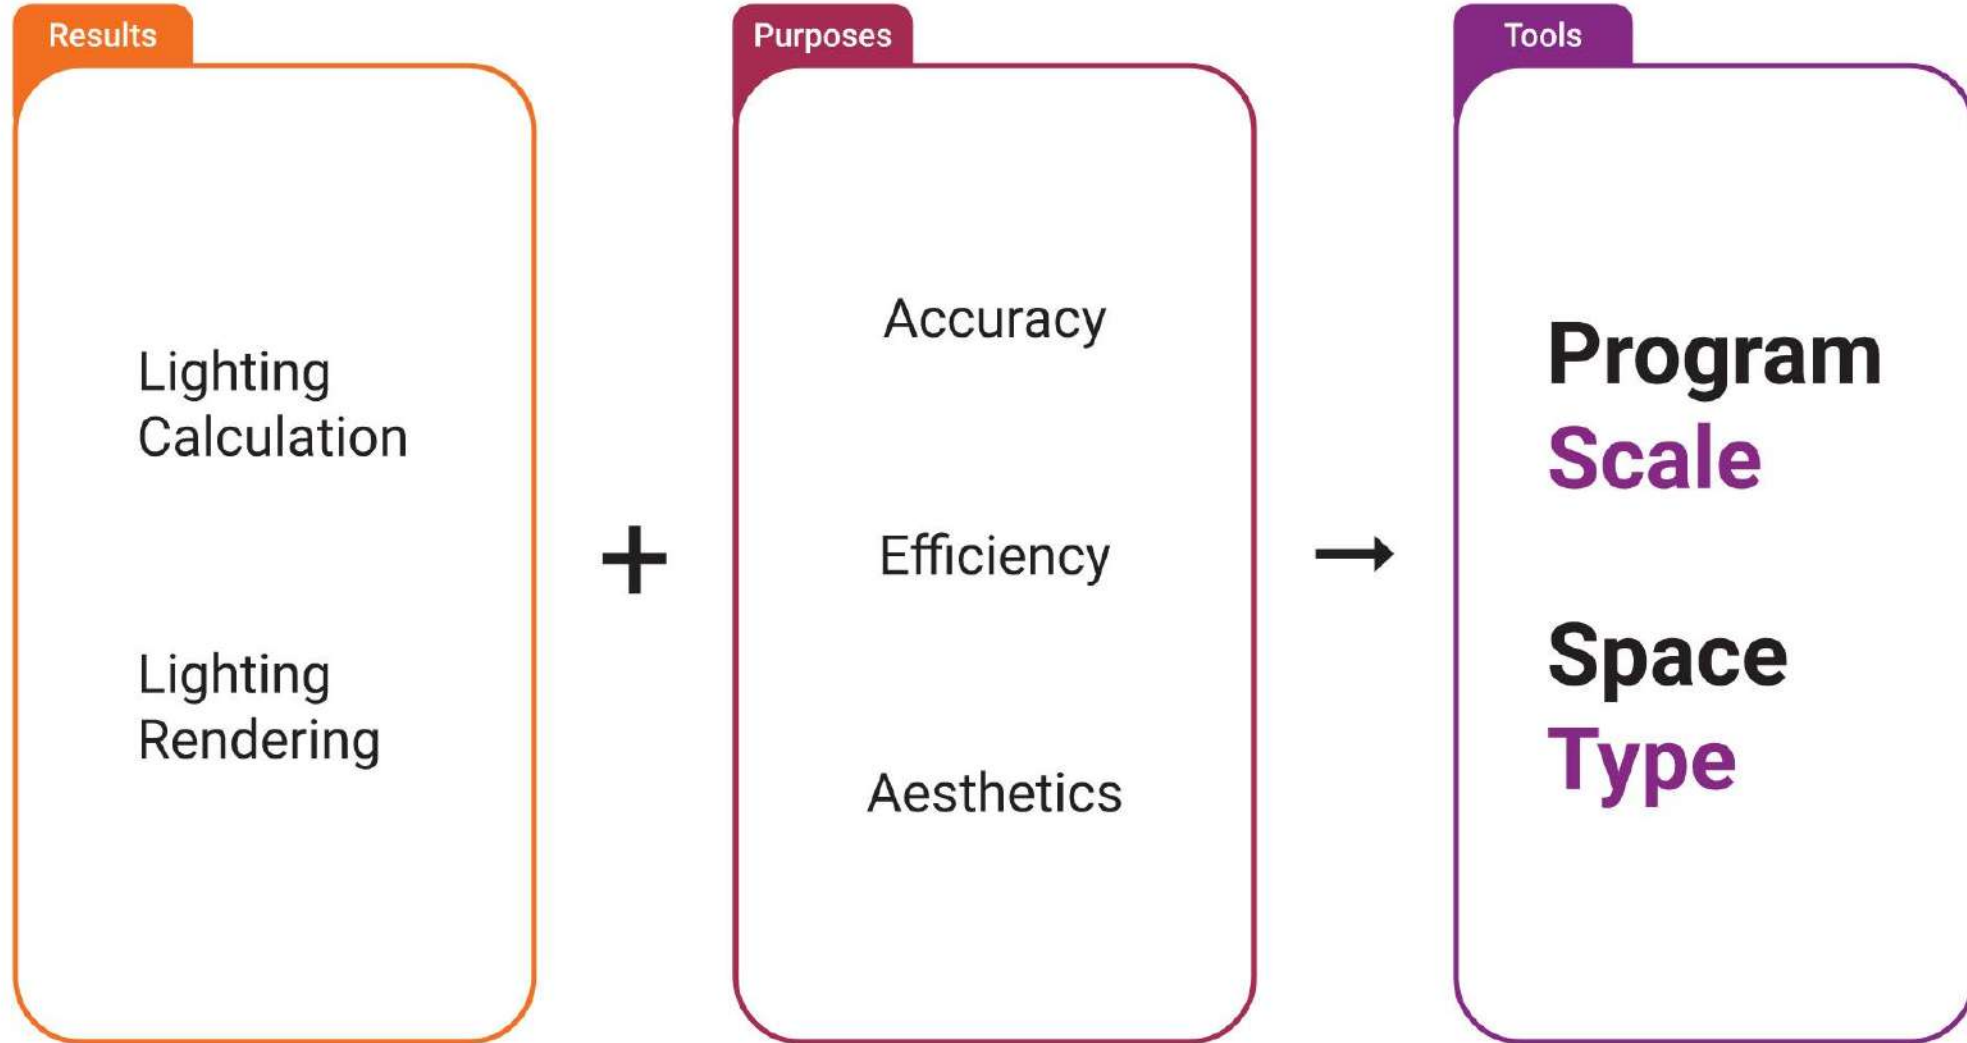 Results
Lighting
Calculation
Lighting
Rendering
+
Purposes
Accuracy
Efficiency
Aesthetics
→
Tools
Program
Scale
Space
Type